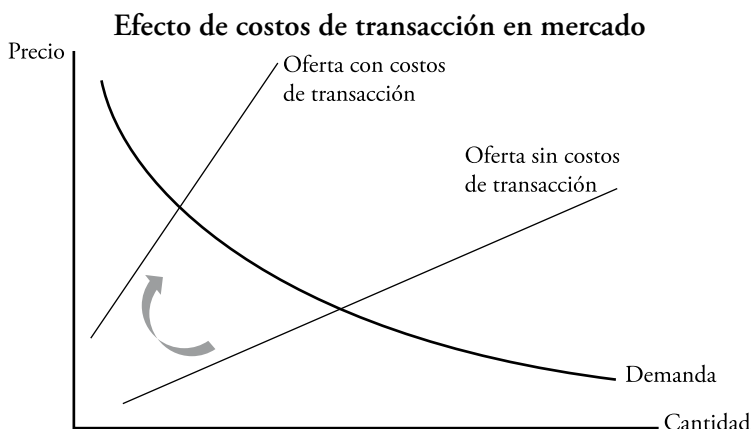 Efecto de costos de transacción en mercado
Precio
Oferta con costos
de transacción
Oferta sin costos
de transacción
Demanda
Cantidad